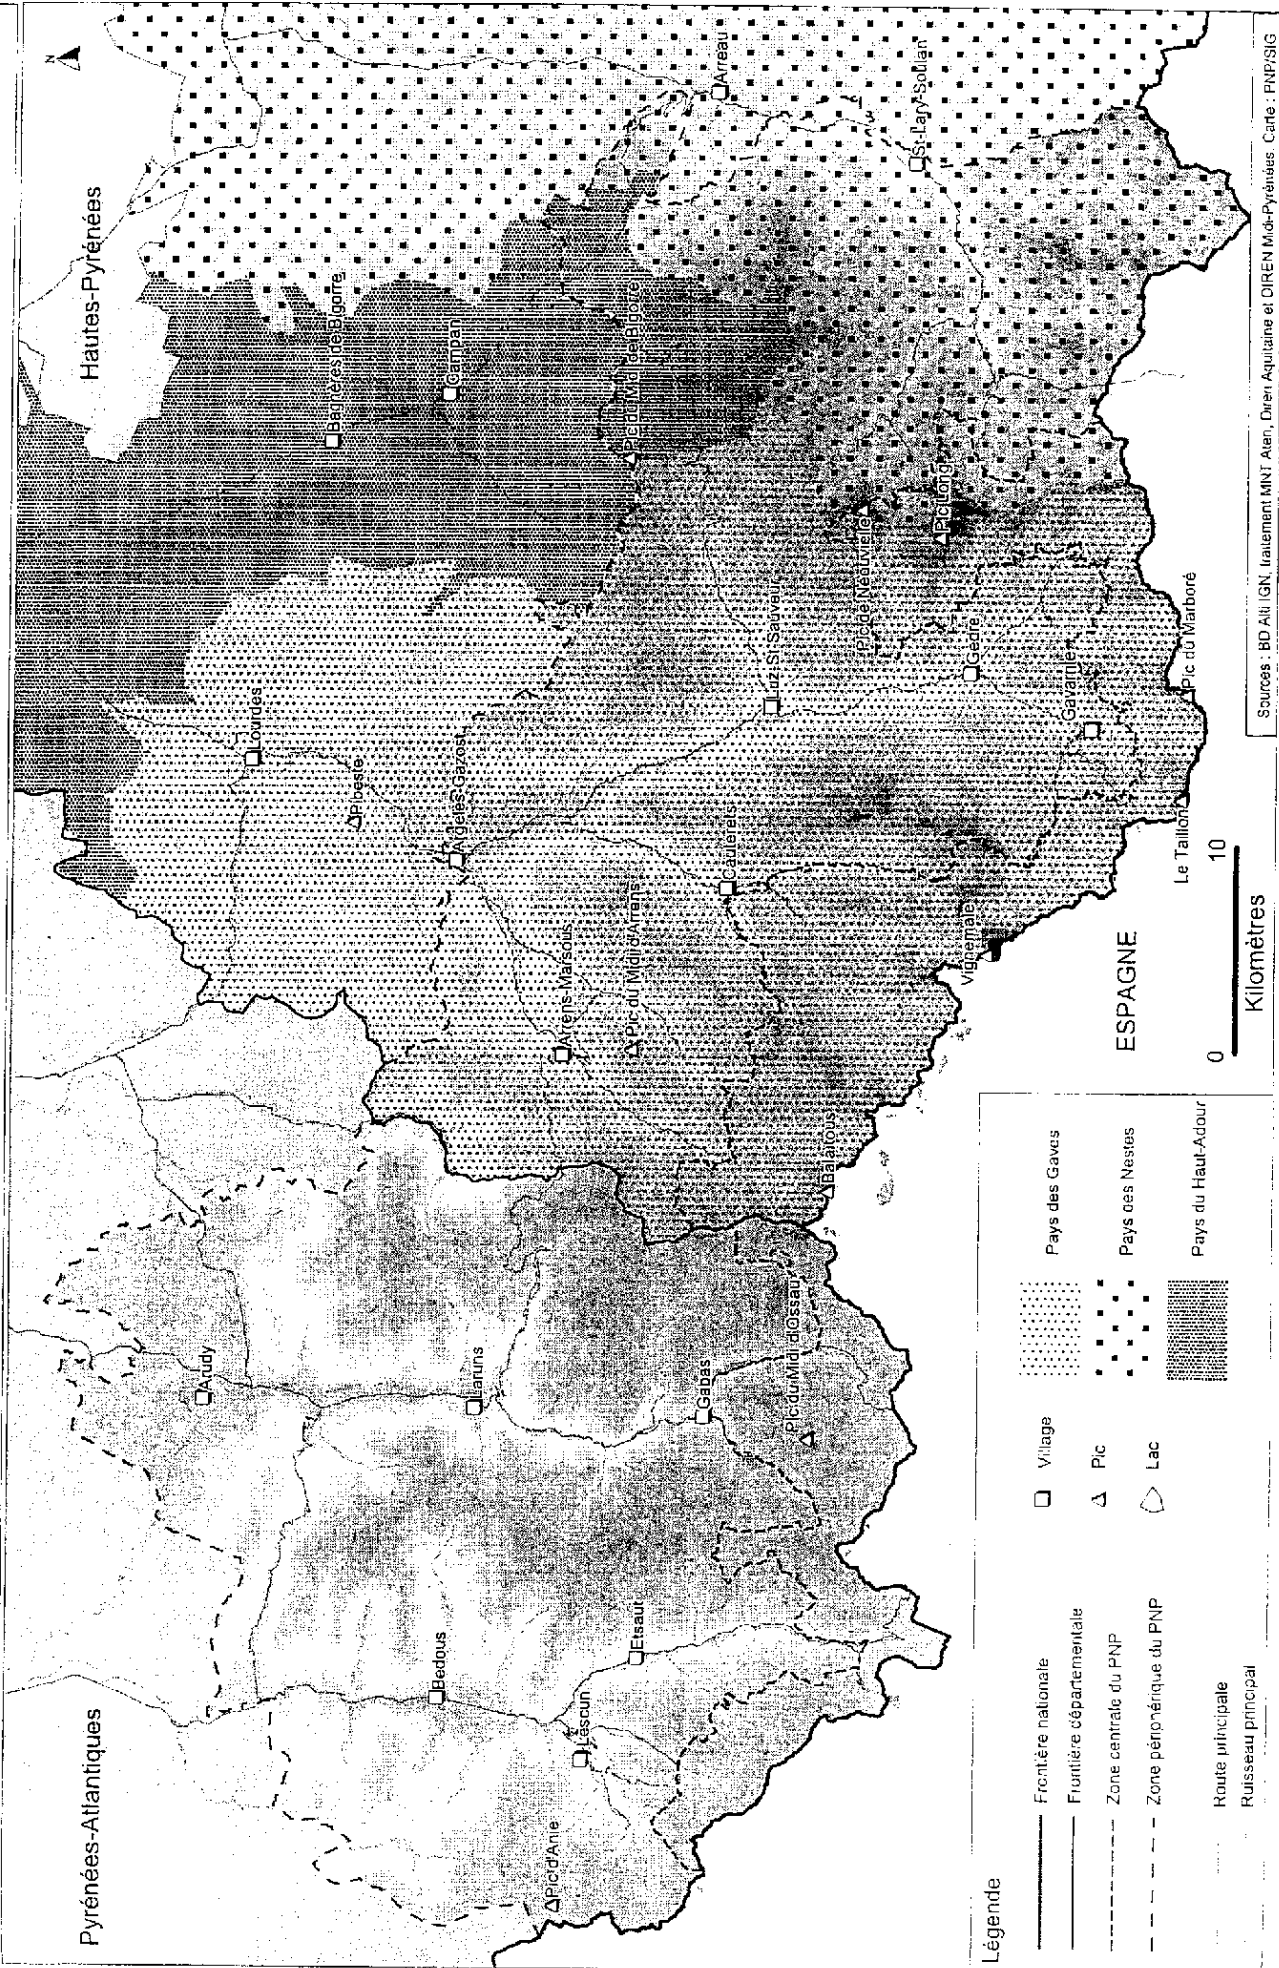 N
Pyrénées-Atlantiques
Hautes-Pyrénées
Arudy
Lourdes
Pibeste
Bagnères de Bigorre
Laruns
Bedous
Argelès-Gazost
Campan
Arreau
Pic d'Anie
Lescun
Etsaut
Arrens-Marsous
Pic du Midi d'Arrens
Pic du Midi de Bigorre
Gabas
Cauterets
Luz-St-Sauveur
Pic du Midi d'Ossau
Balaïtous
Pic de Néouvielle
St-Lary-Soulan
Pic Long
Vignemale
Gèdre
Gavarnie
Le Taillon
Pic du Marboré
ESPAGNE
0 10
Kilomètres
Légende
Frontière nationale
Frontière départementale
Zone centrale du PNP
Zone périphérique du PNP
Route principale
Ruisseau principal
Village
Pic
Lac
Pays des Gaves
Pays des Nestes
Pays du Haut-Adour
Sources : BD Alti IGN, traitement MNT Aten, Diren Aquitaine et DIREN Midi-Pyrénées. Carte : PNP/SIG